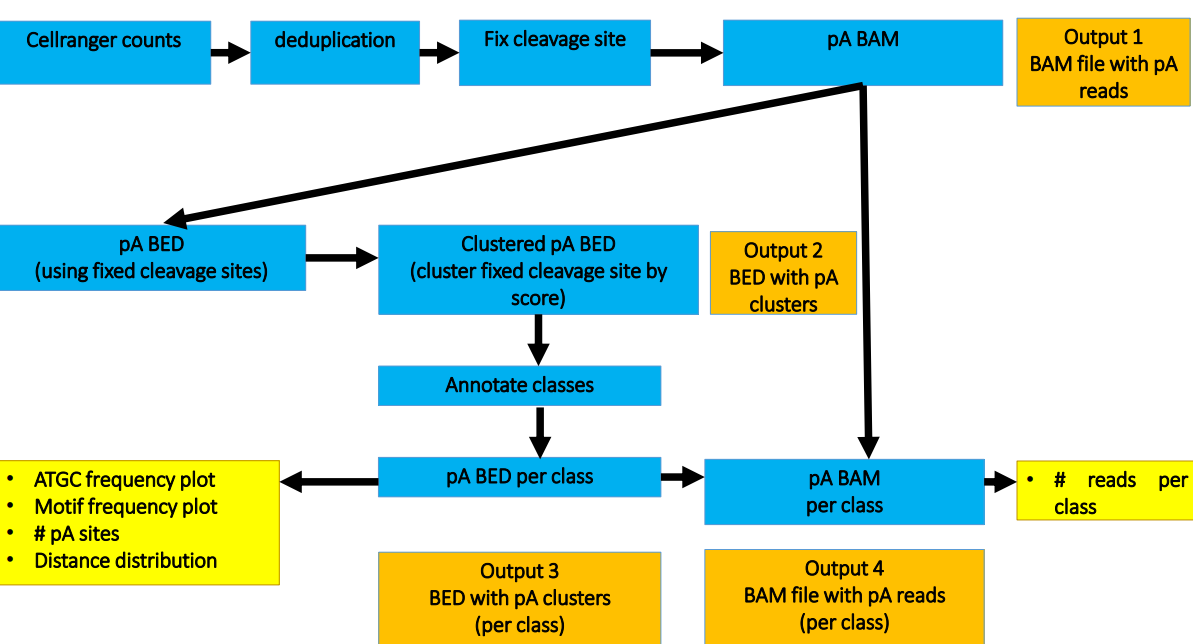 Cellranger counts
deduplication
Fix cleavage site
pA BAM
Output 1
BAM file with pA
reads
pA BED
(using fixed cleavage sites)
Clustered pA BED
(cluster fixed cleavage site by
score)
Output 2
BED with pA
clusters
Annotate classes
• ATGC frequency plot
• Motif frequency plot
• # pA sites
• Distance distribution
pA BED per class
pA BAM
per class
• # reads per
class
Output 3
BED with pA clusters
(per class)
Output 4
BAM file with pA reads
(per class)